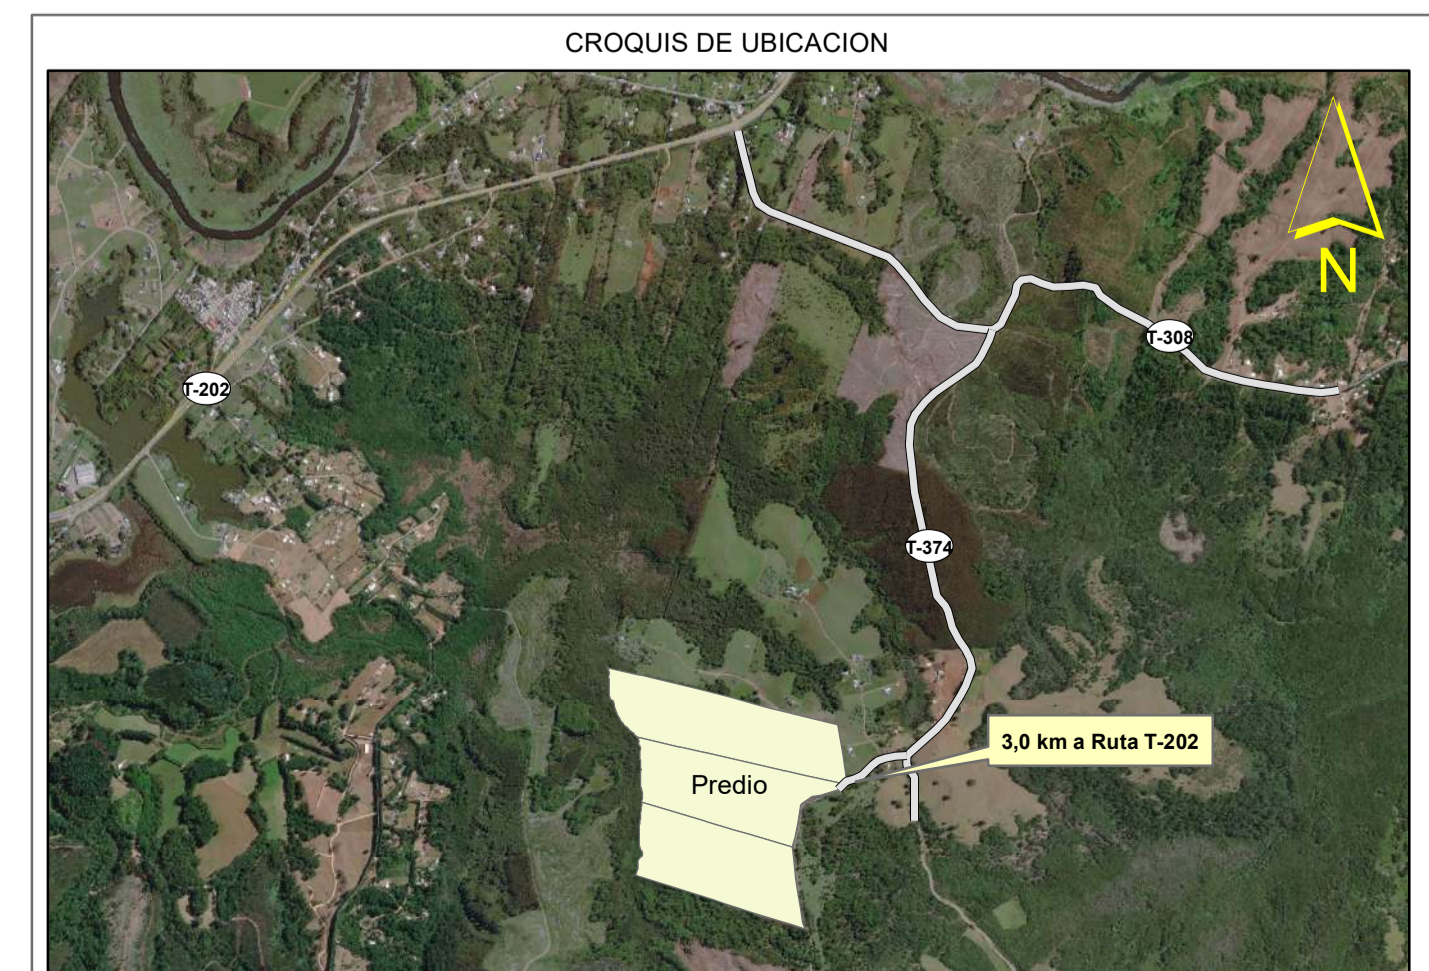 CROQUIS DE UBICACION
N
T-308
T-202
T-374
3,0 km a Ruta T-202
Predio